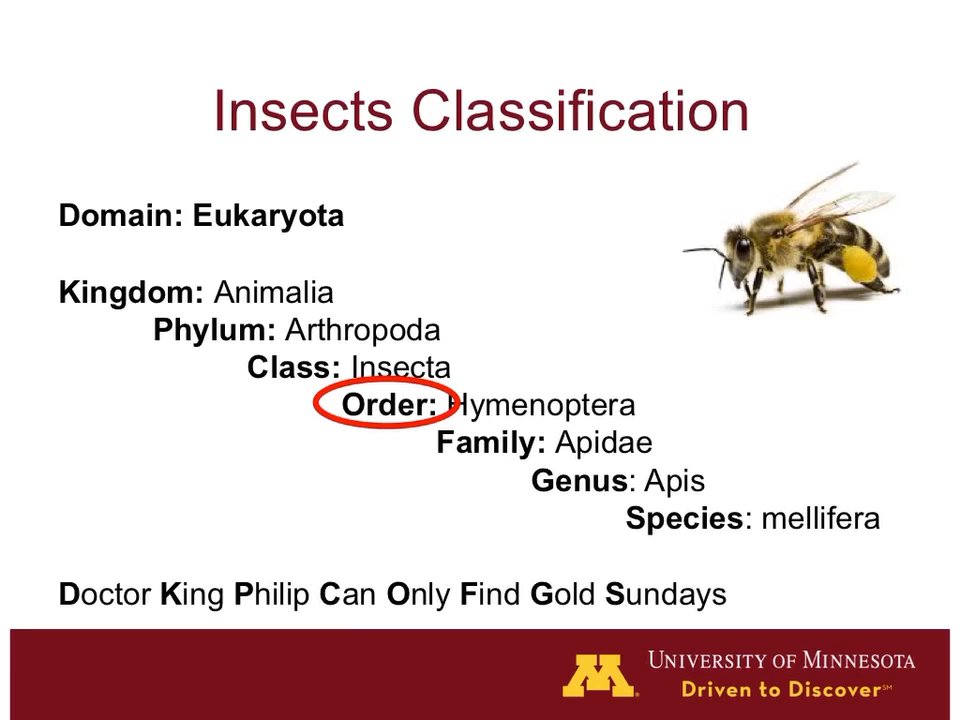 Insects Classification
Domain: Eukaryota
Kingdom: Animalia
Phylum: Arthropoda
Class: Insecta
Order: Hymenoptera
Family: Apidae
Genus: Apis
Species: mellifera
Doctor King Philip Can Only Find Gold Sundays
M
UNIVERSITY OF MINNESOTA
Driven to Discover℠